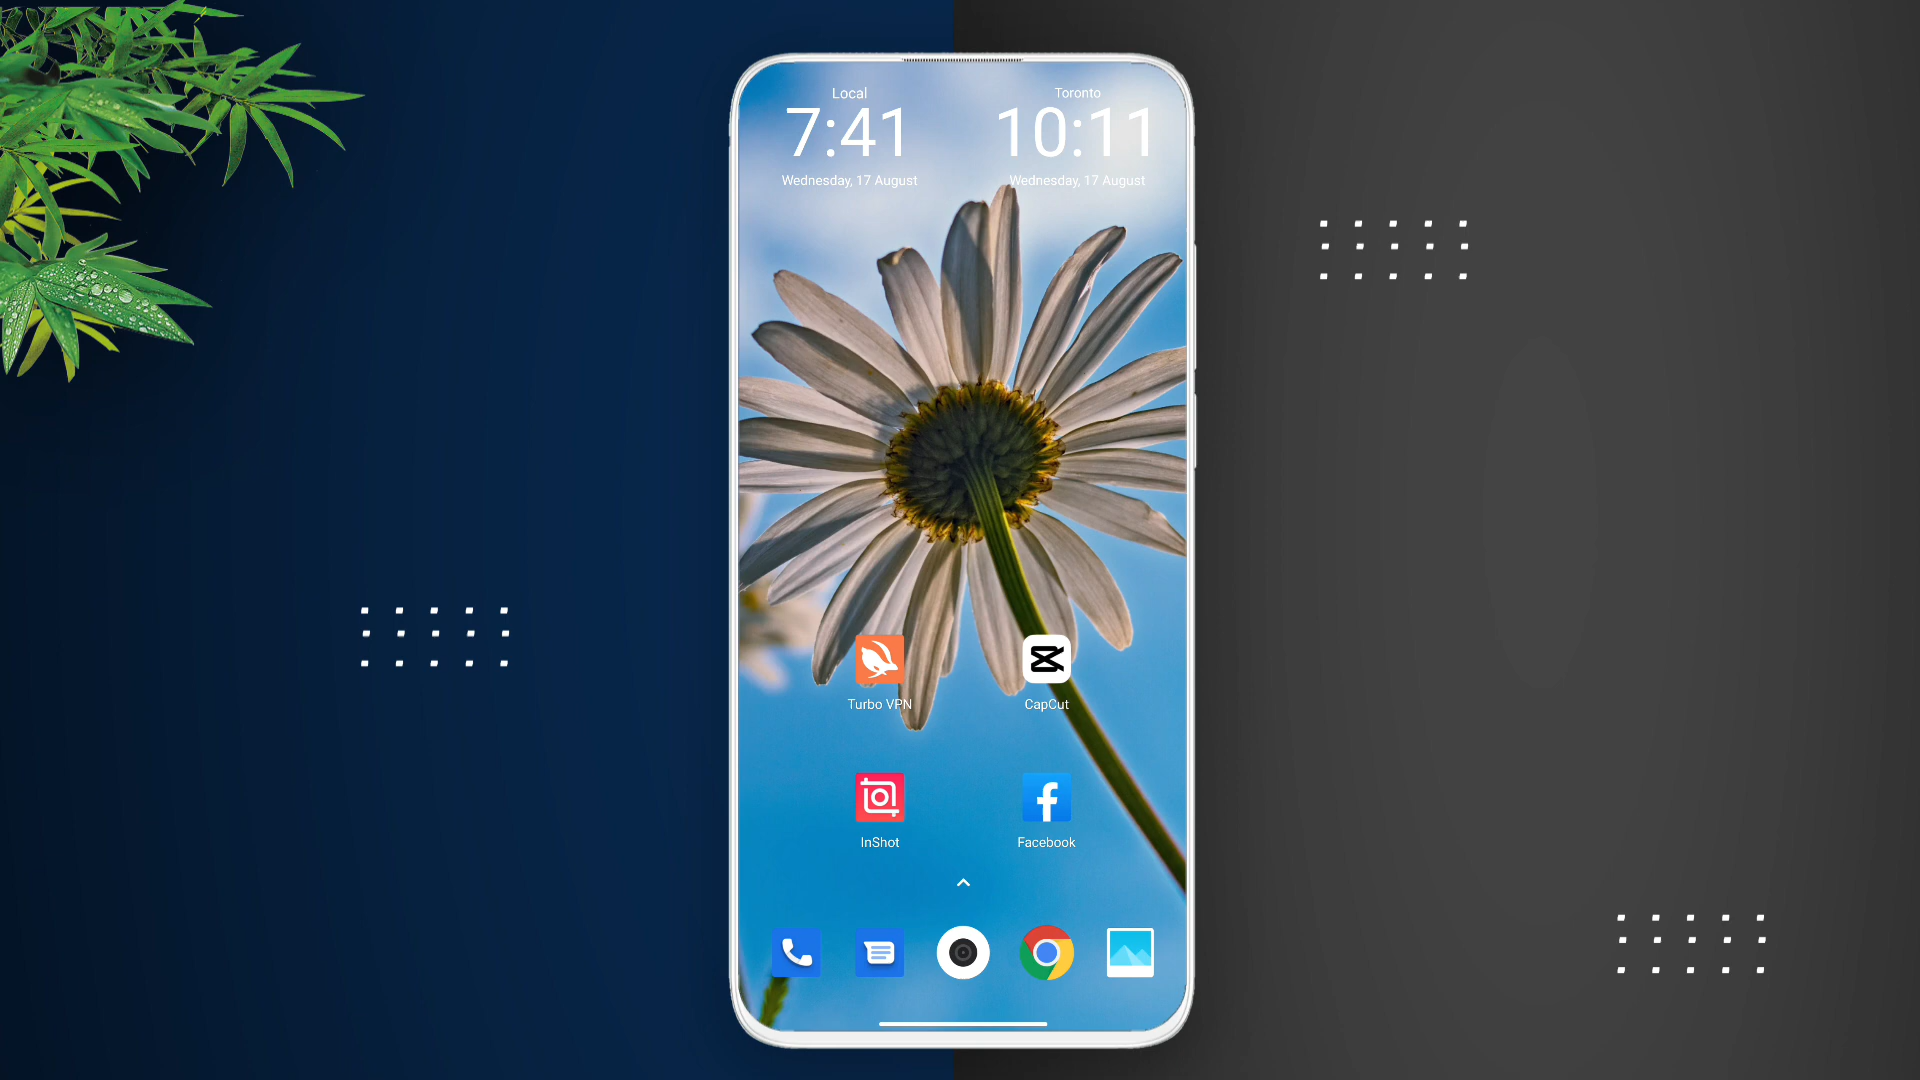 Local
Toronto
7:41
10:11
Wednesday, 17 August
Wednesday, 17 August
Turbo VPN
CapCut
InShot
Facebook